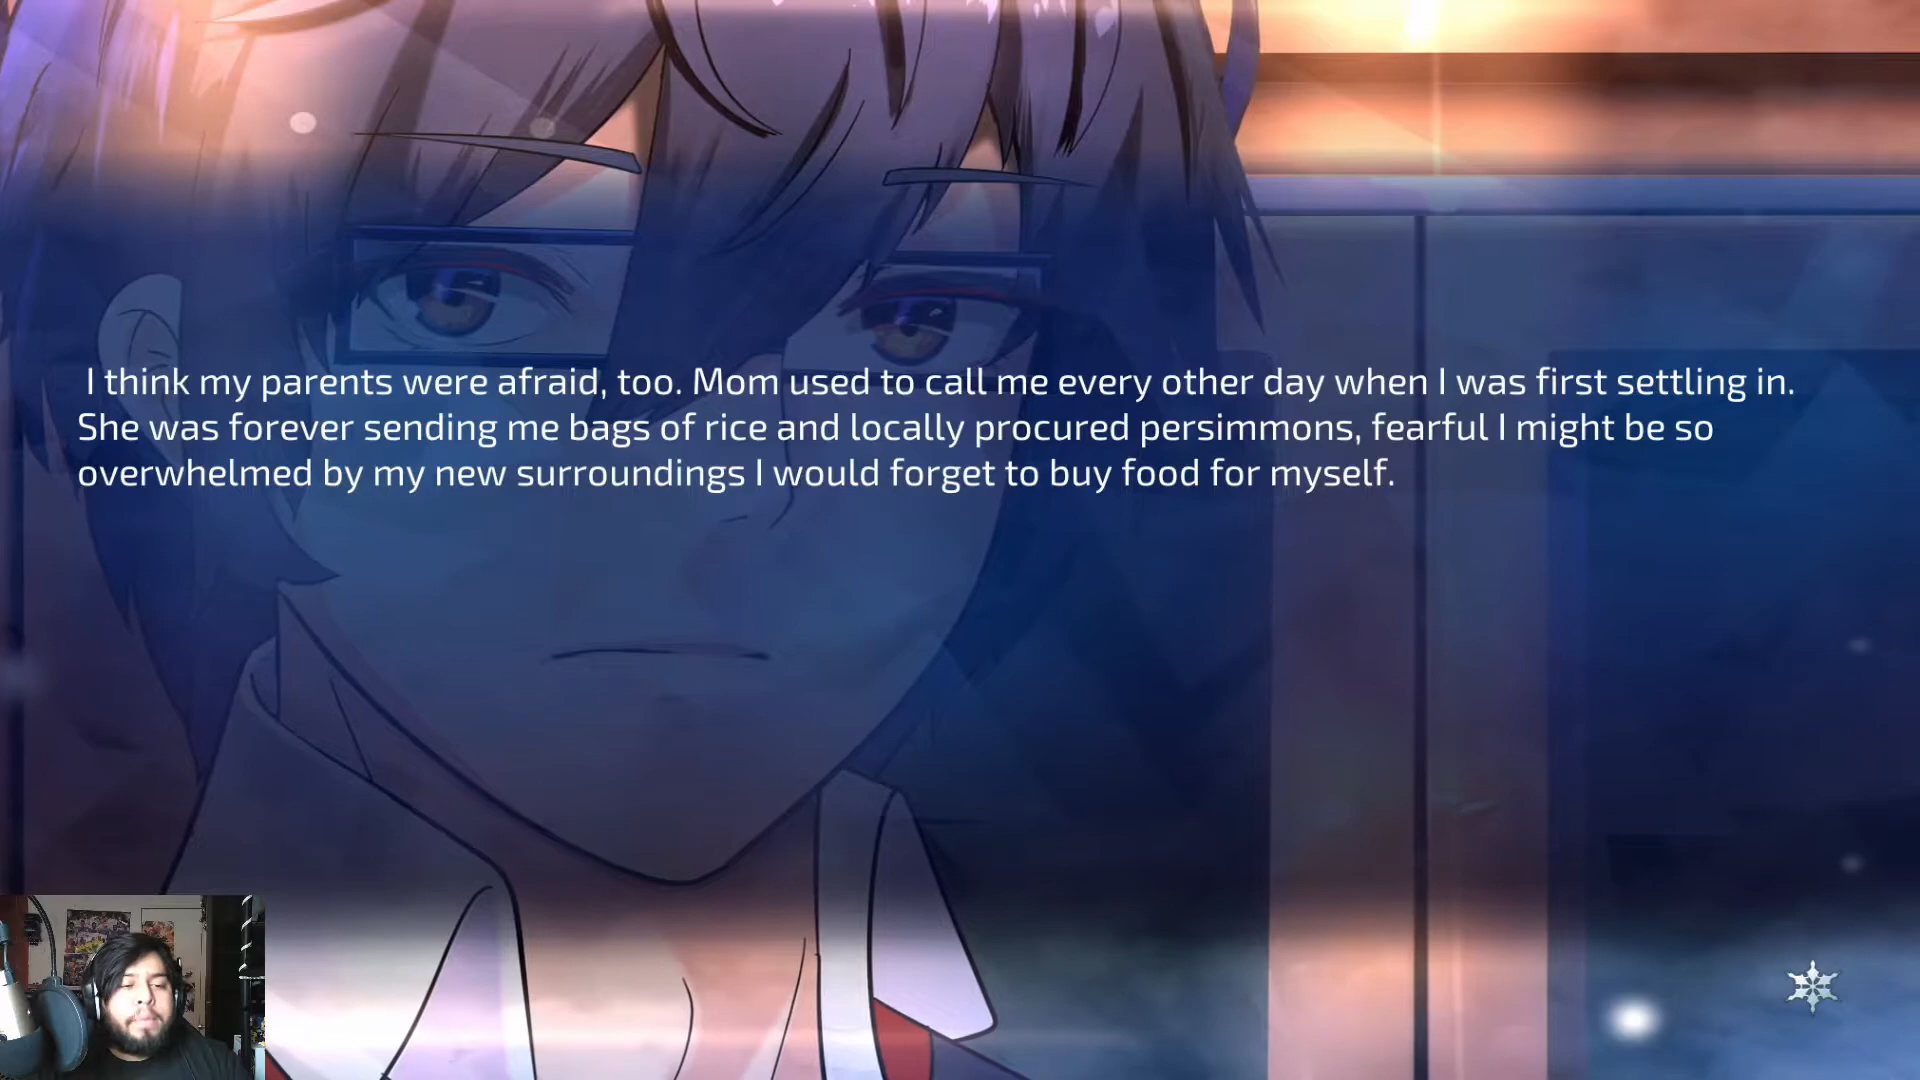 I think my parents were afraid, too. Mom used to call me every other day when I was first settling in.
She was forever sending me bags of rice and locally procured persimmons, fearful I might be so
overwhelmed by my new surroundings I would forget to buy food for myself.